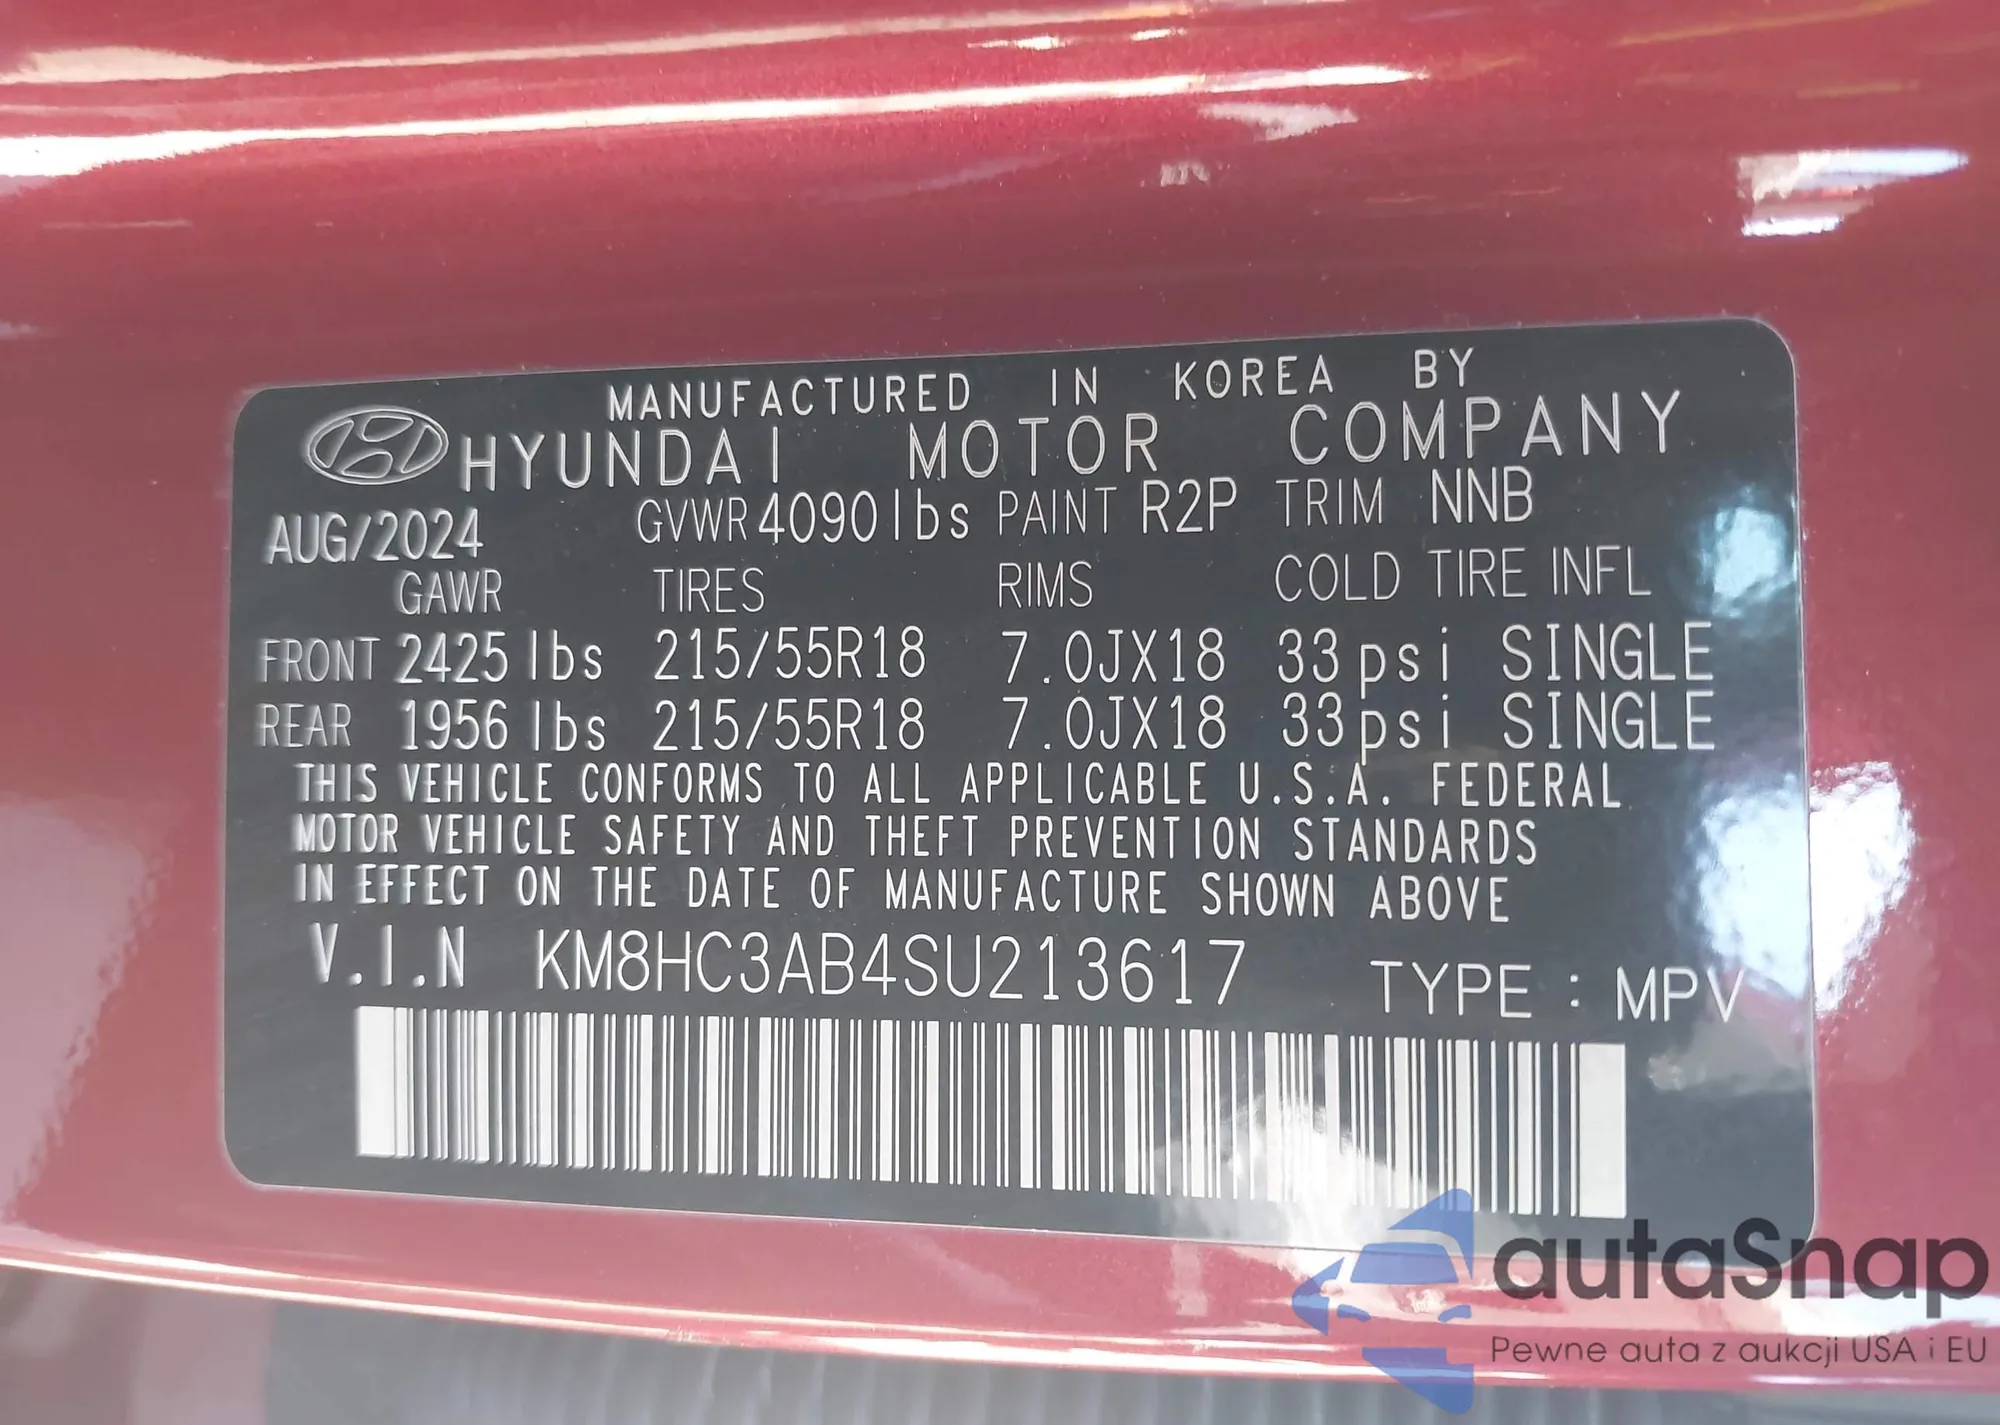 MANUFACTURED IN KOREA BY
HYUNDAI MOTOR COMPANY
AUG/2024 GVWR 4090lbs PAINT R2P TRIM NNB
GAWR TIRES RIMS COLD TIRE INFL
FRONT 2425 lbs 215/55R18 7.0JX18 33psi SINGLE
REAR 1956 lbs 215/55R18 7.0JX18 33psi SINGLE
THIS VEHICLE CONFORMS TO ALL APPLICABLE U.S.A. FEDERAL
MOTOR VEHICLE SAFETY AND THEFT PREVENTION STANDARDS
IN EFFECT ON THE DATE OF MANUFACTURE SHOWN ABOVE
V.I.N KM8HC3AB4SU213617 TYPE : MPV
autaSnap
Pewne auta z aukcji USA i EU